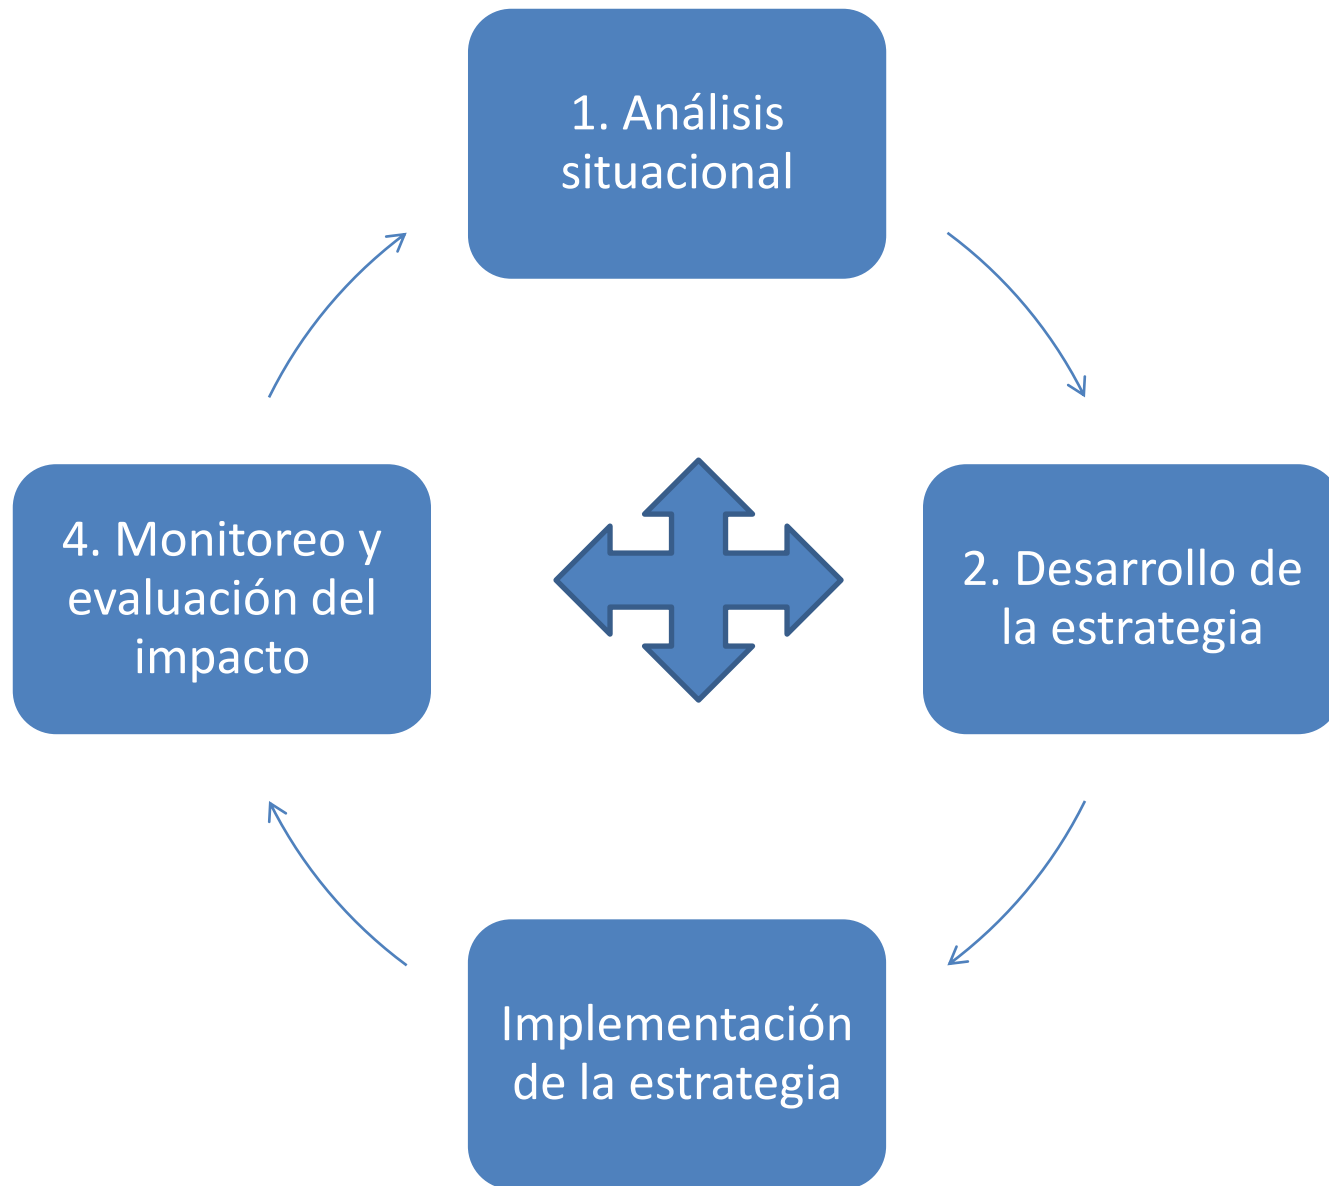 1. Análisis
situacional
2. Desarrollo de
la estrategia
Implementación
de la estrategia
4. Monitoreo y
evaluación del
impacto